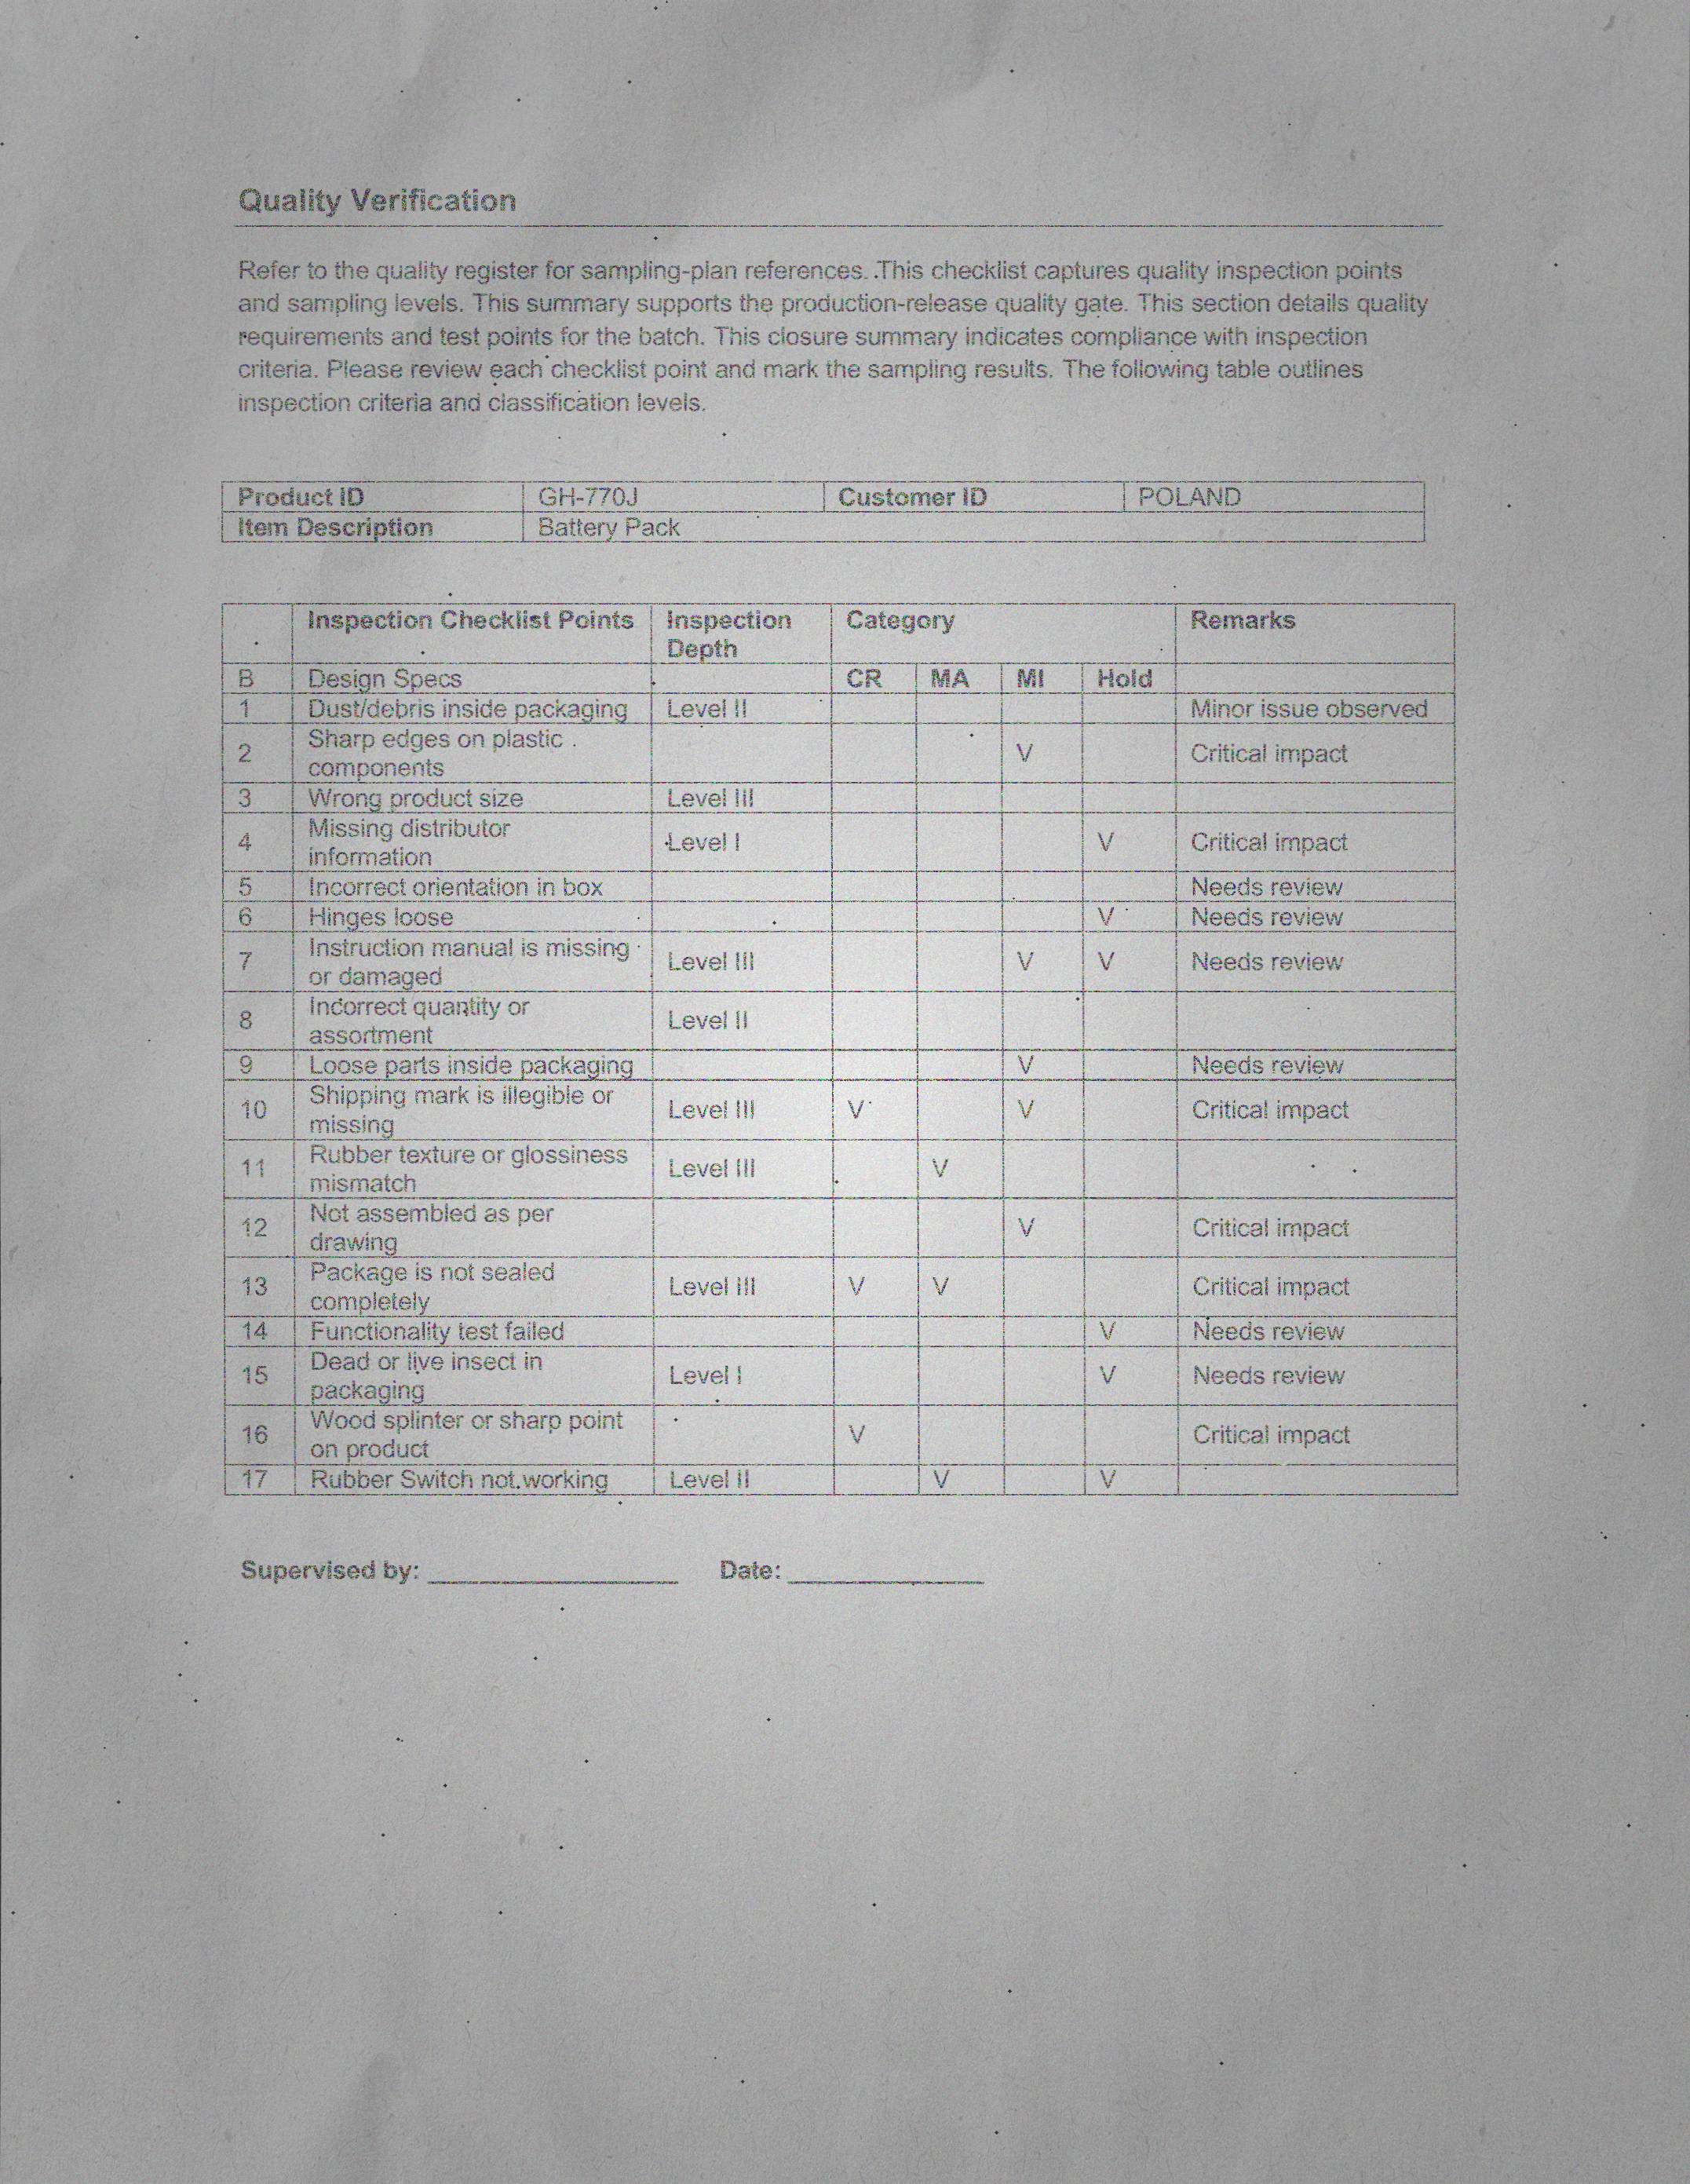 Quality Verification
Refer to the quality register for sampling-plan references. .This checklist captures quality inspection points
and sampling levels. This summary supports the production-release quality gate. This section details quality
requirements and test points for the batch. This closure summary indicates compliance with inspection
criteria. Please review each checklist point and mark the sampling results. The following table outlines
inspection criteria and classification levels.
Product ID GH-770J Customer ID POLAND
Item Description Battery Pack
Inspection Checklist Points Inspection Category Remarks
Depth
B Design Specs CR MA MI Hold
1 Dust/debris inside packaging Level II Minor issue observed
2 Sharp edges on plastic
components V Critical impact
3 Wrong product size Level III
4 Missing distributor
information Level I V Critical impact
5 Incorrect orientation in box Needs review
6 Hinges loose V Needs review
7 Instruction manual is missing
or damaged Level III V V Needs review
8 Incorrect quantity or
assortment Level II
9 Loose parts inside packaging V Needs review
10 Shipping mark is illegible or
missing Level III V V Critical impact
11 Rubber texture or glossiness
mismatch Level III V
12 Not assembled as per
drawing V Critical impact
13 Package is not sealed
completely Level III V V Critical impact
14 Functionality test failed V Needs review
15 Dead or live insect in
packaging Level I V Needs review
16 Wood splinter or sharp point
on product V Critical impact
17 Rubber Switch not working Level II V V
Supervised by: Date: